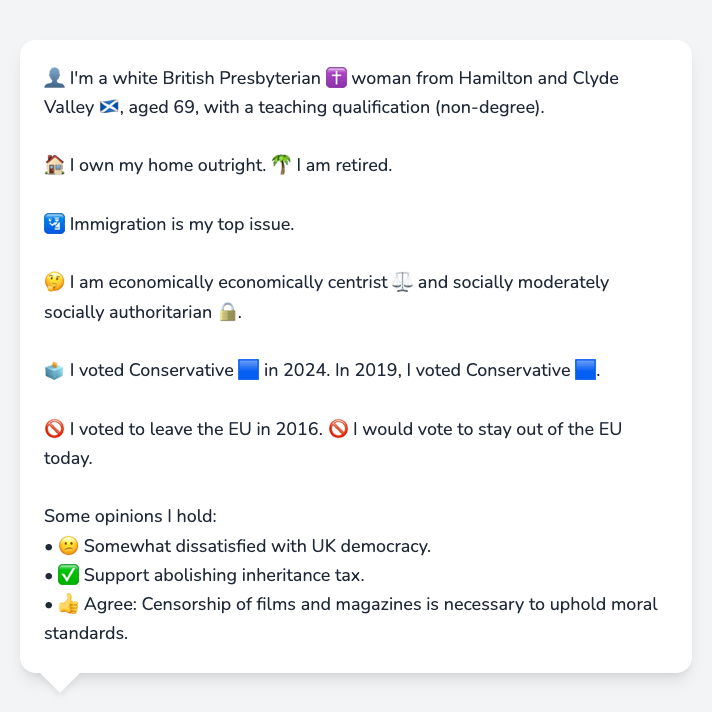 👤 I'm a white British Presbyterian ✝️ woman from Hamilton and Clyde
Valley 🏴󠁧󠁢󠁳󠁣󠁴󠁿, aged 69, with a teaching qualification (non-degree).
🏠 I own my home outright. 🌴 I am retired.
🛂 Immigration is my top issue.
🤔 I am economically economically centrist ⚖️ and socially moderately
socially authoritarian 🔒.
🗳️ I voted Conservative 🟦 in 2024. In 2019, I voted Conservative 🟦.
🚫 I voted to leave the EU in 2016. 🚫 I would vote to stay out of the EU
today.
Some opinions I hold:
• 😕 Somewhat dissatisfied with UK democracy.
• ✅ Support abolishing inheritance tax.
• 👍 Agree: Censorship of films and magazines is necessary to uphold moral
standards.